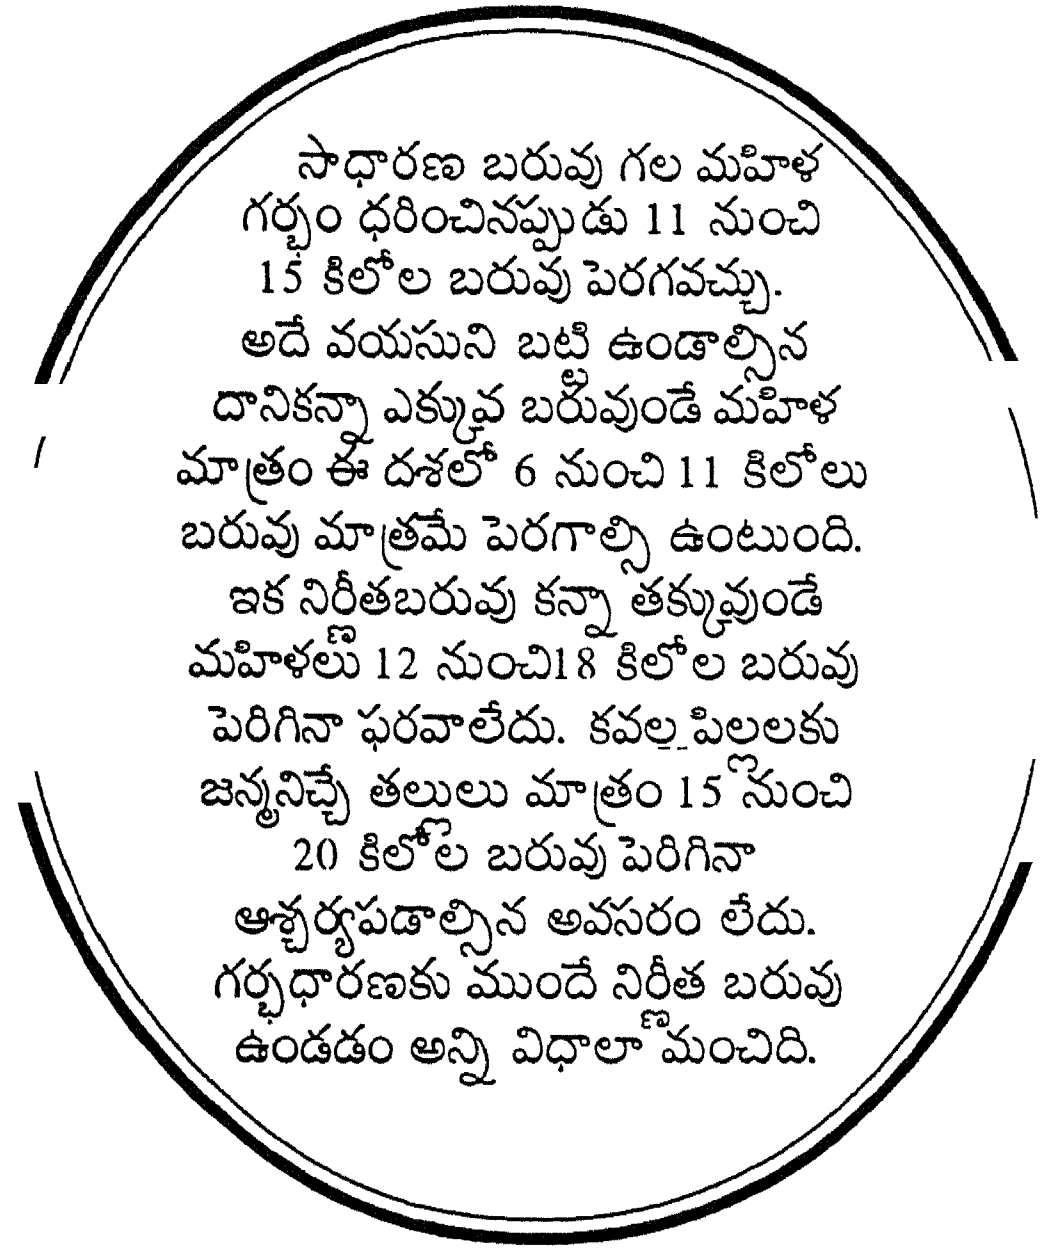 సాధారణ బరువు గల మహిళ
గర్భం ధరించినప్పుడు 11 నుంచి
15 కిలోల బరువు పెరగవచ్చు.
అదే వయసుని బట్టి ఉండాల్సిన
దానికన్నా ఎక్కువ బరువుండే మహిళ
మాత్రం ఈ దశలో 6 నుంచి 11 కిలోలు
బరువు మాత్రమే పెరగాల్సి ఉంటుంది.
ఇక నిర్ణీతబరువు కన్నా తక్కువుండే
మహిళలు 12 నుంచి18 కిలోల బరువు
పెరిగినా ఫరవాలేదు. కవల పిల్లలకు
జన్మనిచ్చే తల్లులు మాత్రం 15 నుంచి
20 కిలోల బరువు పెరిగినా
ఆశ్చర్యపడాల్సిన అవసరం లేదు.
గర్భధారణకు ముందే నిర్ణీత బరువు
ఉండడం అన్ని విధాలా మంచిది.